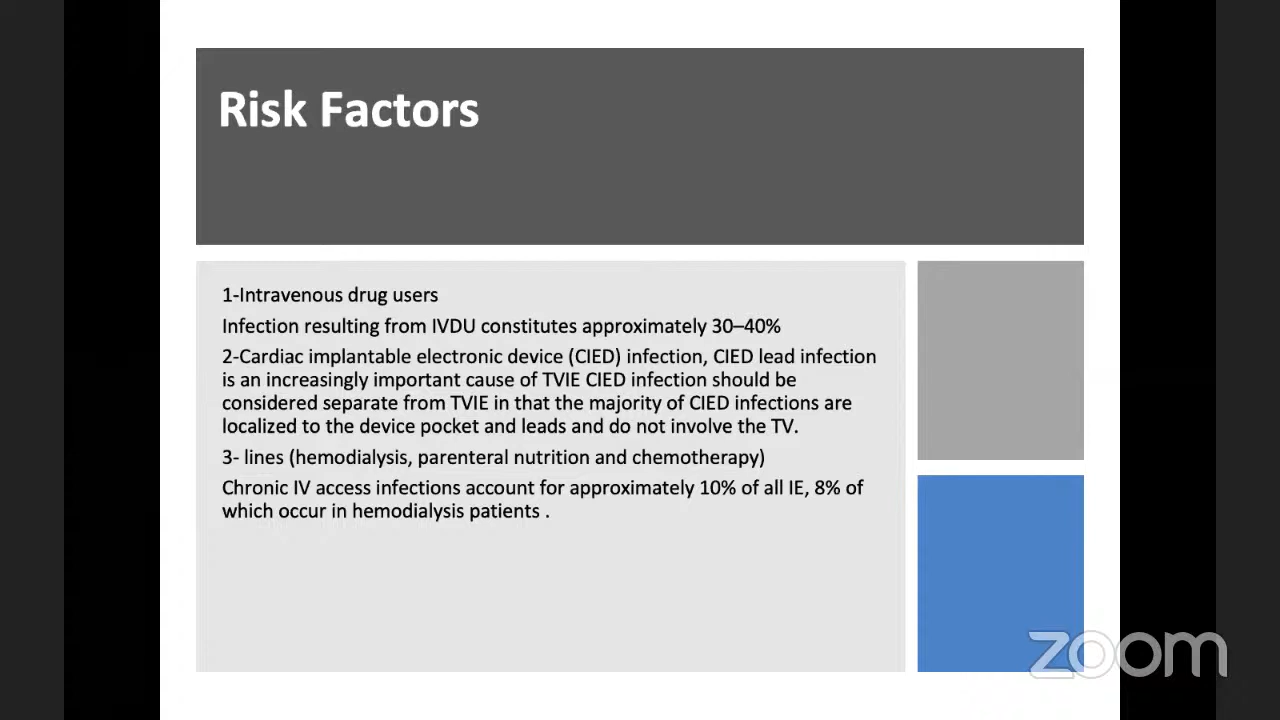 Risk Factors
1-Intravenous drug users
Infection resulting from IVDU constitutes approximately 30–40%
2-Cardiac implantable electronic device (CIED) infection, CIED lead infection
is an increasingly important cause of TVIE CIED infection should be
considered separate from TVIE in that the majority of CIED infections are
localized to the device pocket and leads and do not involve the TV.
3- lines (hemodialysis, parenteral nutrition and chemotherapy)
Chronic IV access infections account for approximately 10% of all IE, 8% of
which occur in hemodialysis patients .
zoom